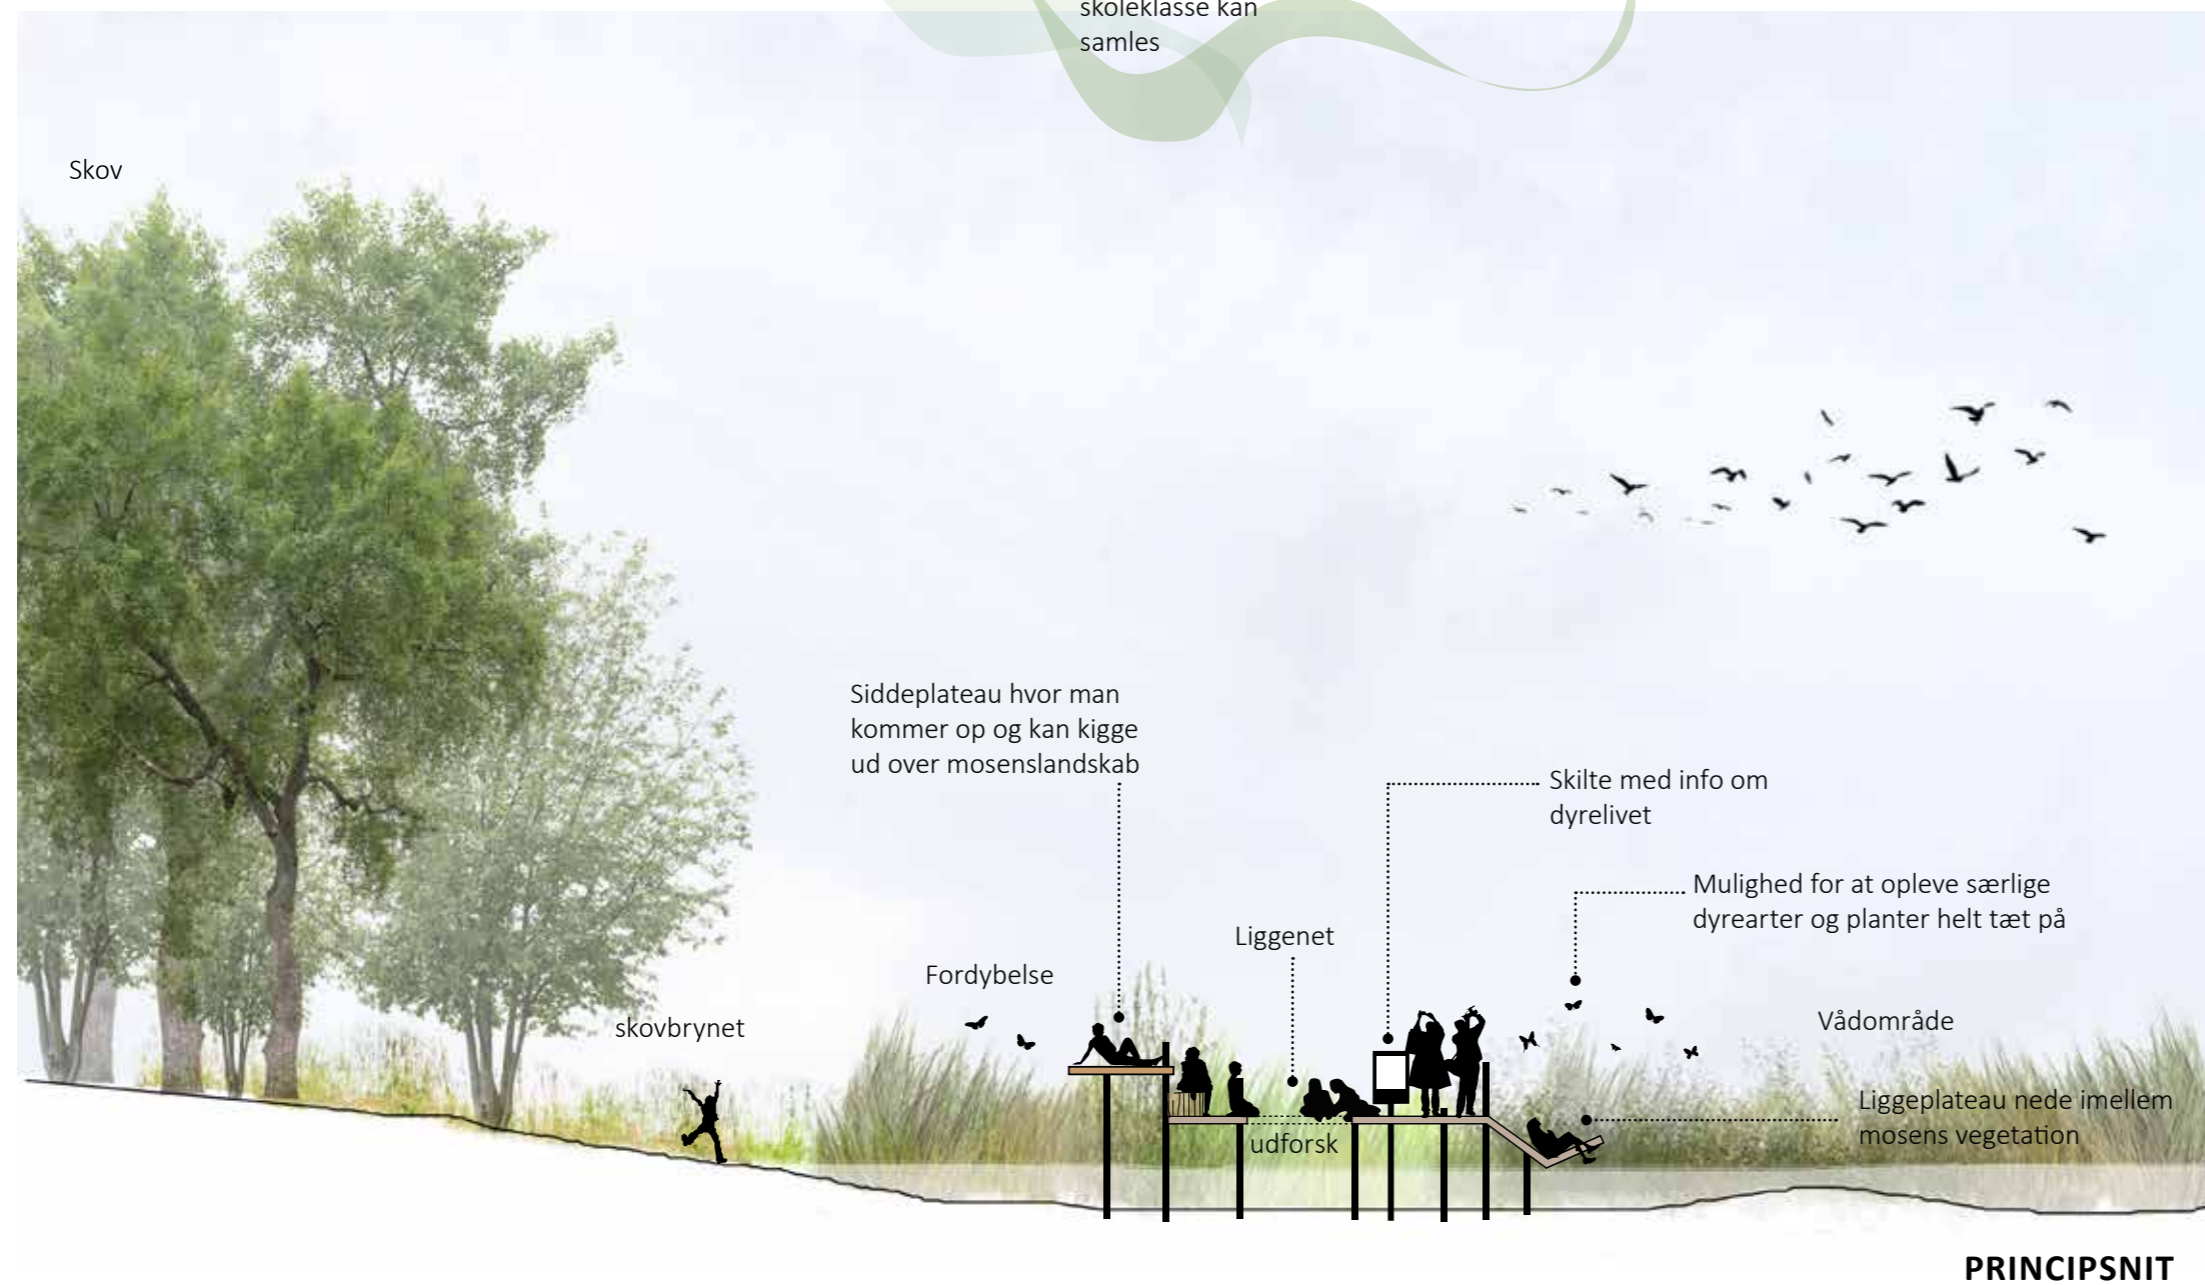 skoleklasse kan
samles
Skov
Siddeplateau hvor man
kommer op og kan kigge
ud over mosenslandskab
Skilte med info om
dyrelivet
Mulighed for at opleve særlige
dyrearter og planter helt tæt på
Liggenet
Fordybelse
skovbrynet
Vådområde
Liggeplateau nede imellem
mosens vegetation
udforsk
PRINCIPSNIT